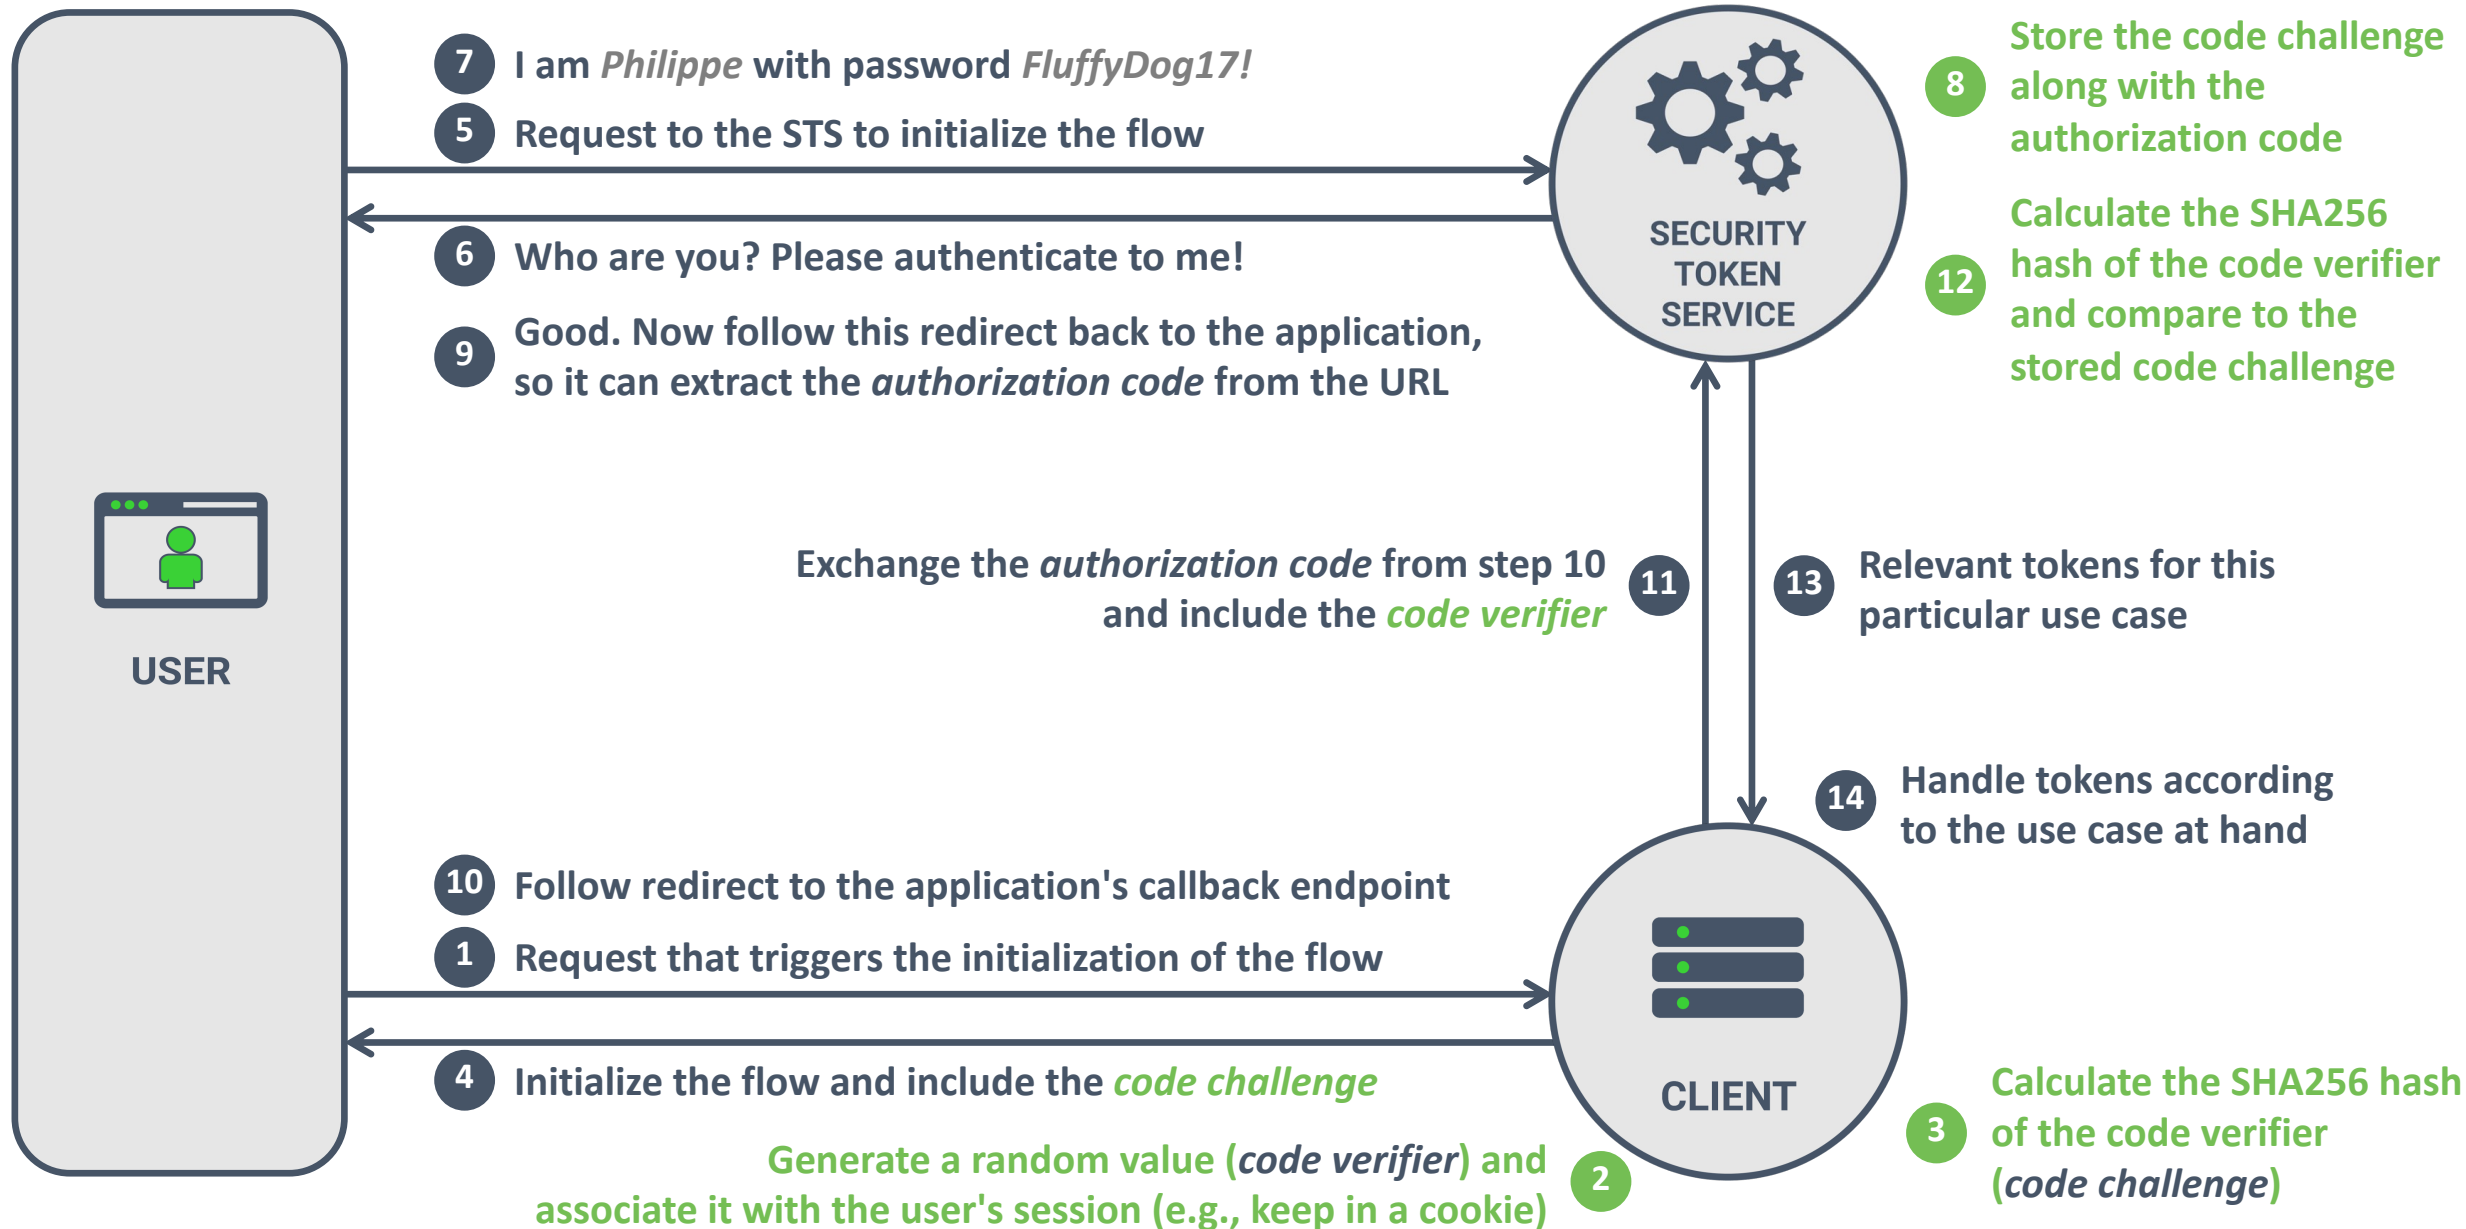 7 I am Philippe with password FluffyDog17!
5 Request to the STS to initialize the flow
6 Who are you? Please authenticate to me!
9 Good. Now follow this redirect back to the application,
so it can extract the authorization code from the URL
SECURITY
TOKEN
SERVICE
8 Store the code challenge
along with the
authorization code
12 Calculate the SHA256
hash of the code verifier
and compare to the
stored code challenge
USER
Exchange the authorization code from step 10
and include the code verifier
11
13 Relevant tokens for this
particular use case
14 Handle tokens according
to the use case at hand
10 Follow redirect to the application's callback endpoint
1 Request that triggers the initialization of the flow
4 Initialize the flow and include the code challenge
CLIENT
Generate a random value (code verifier) and
associate it with the user's session (e.g., keep in a cookie)
2
3 Calculate the SHA256 hash
of the code verifier
(code challenge)